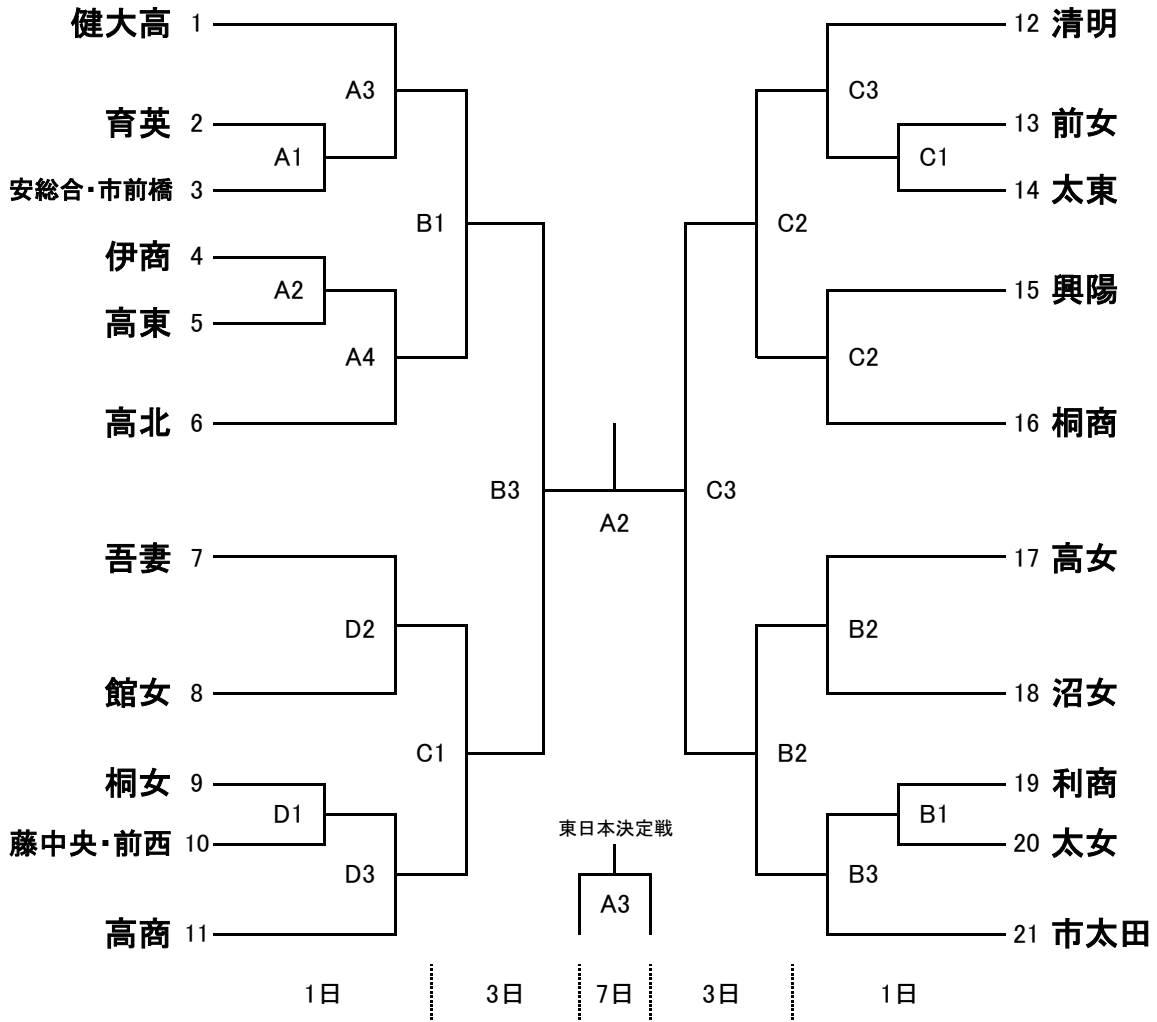 健大高 1
A3
育英 2
A1
安総合・市前橋 3
B1
伊商 4
A2
高東 5
A4
高北 6
B3
吾妻 7
D2
館女 8
C1
桐女 9
D1
藤中央・前西 10
D3
高商 11
A2
東日本決定戦
A3
12 清明
C3
13 前女
C1
14 太東
C2
15 興陽
C2
16 桐商
C3
17 高女
B2
18 沼女
B2
19 利商
B1
20 太女
B3
21 市太田
1日 3日 7日 3日 1日